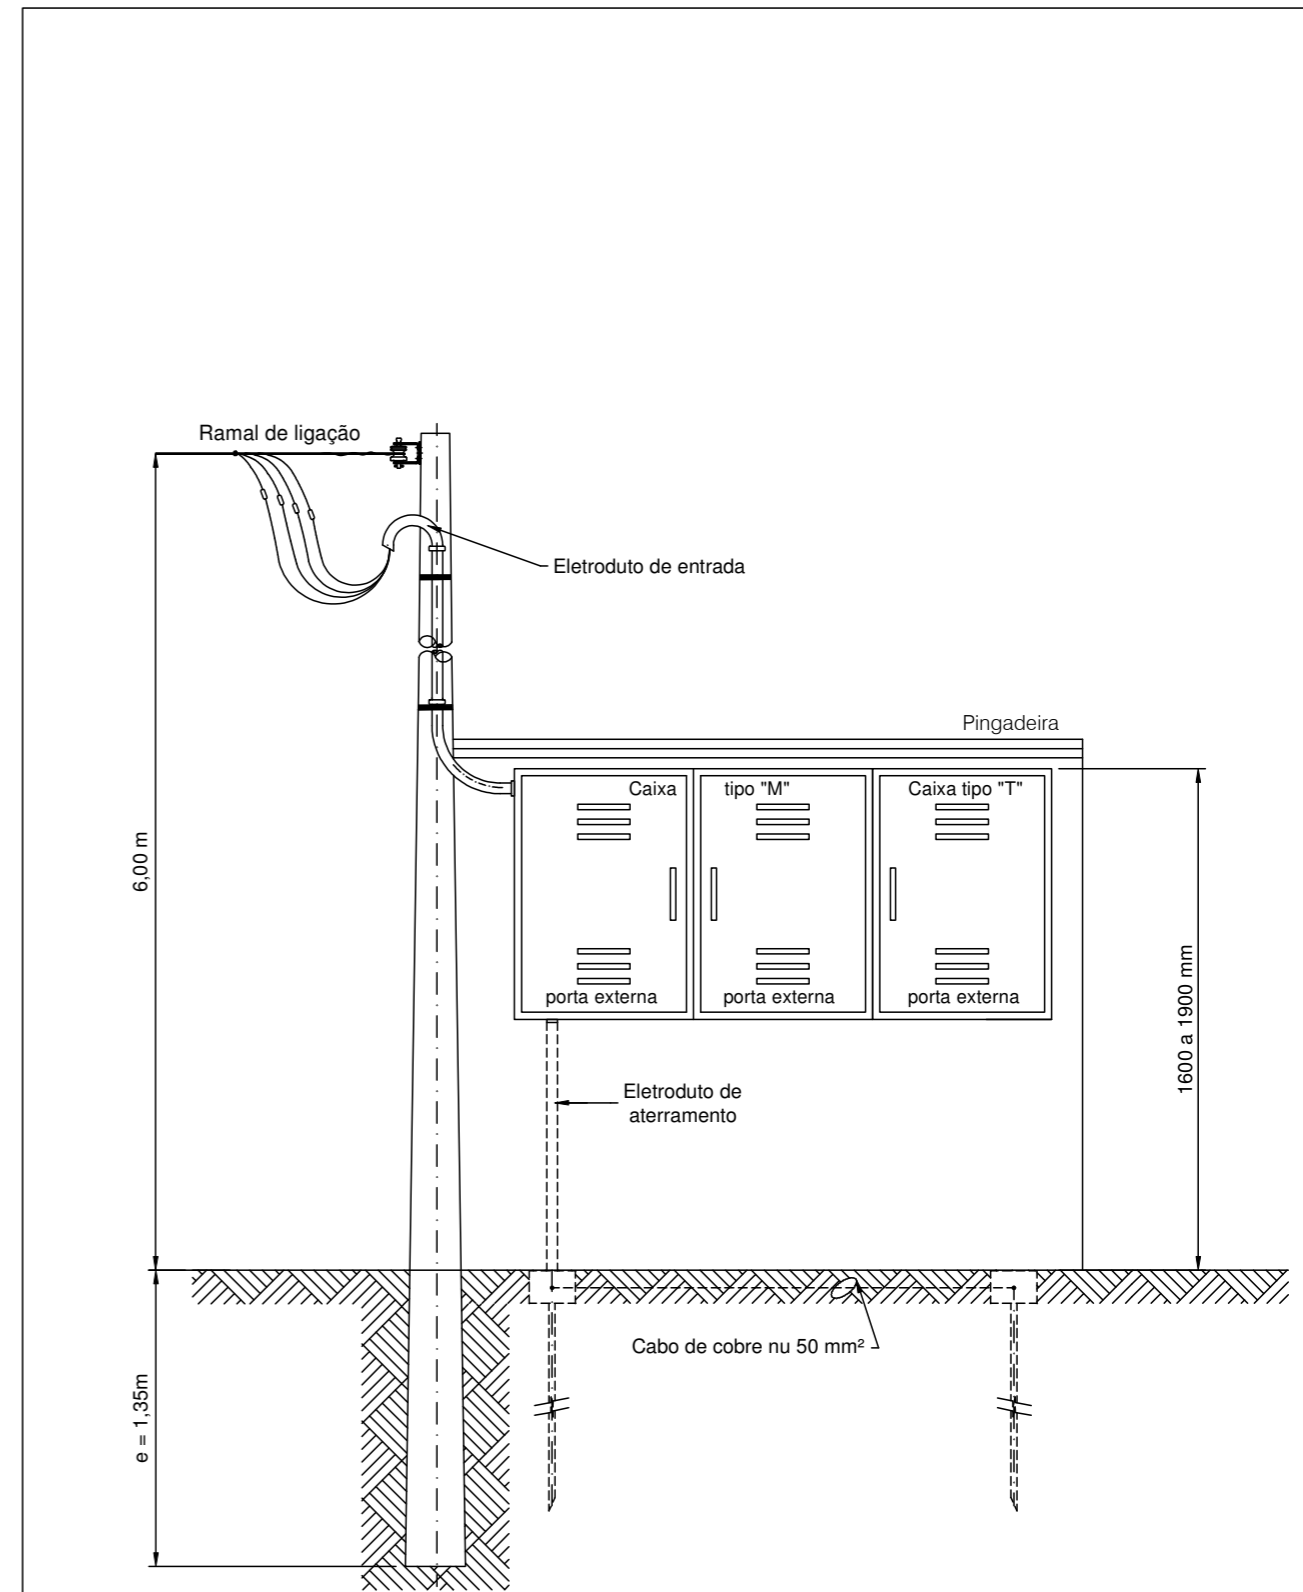 Ramal de ligação
Eletroduto de entrada
Pingadeira
Caixa tipo "M"
Caixa tipo "T"
6,00 m
porta externa
porta externa
porta externa
1600 a 1900 mm
Eletroduto de
aterramento
Cabo de cobre nu 50 mm²
e = 1,35m